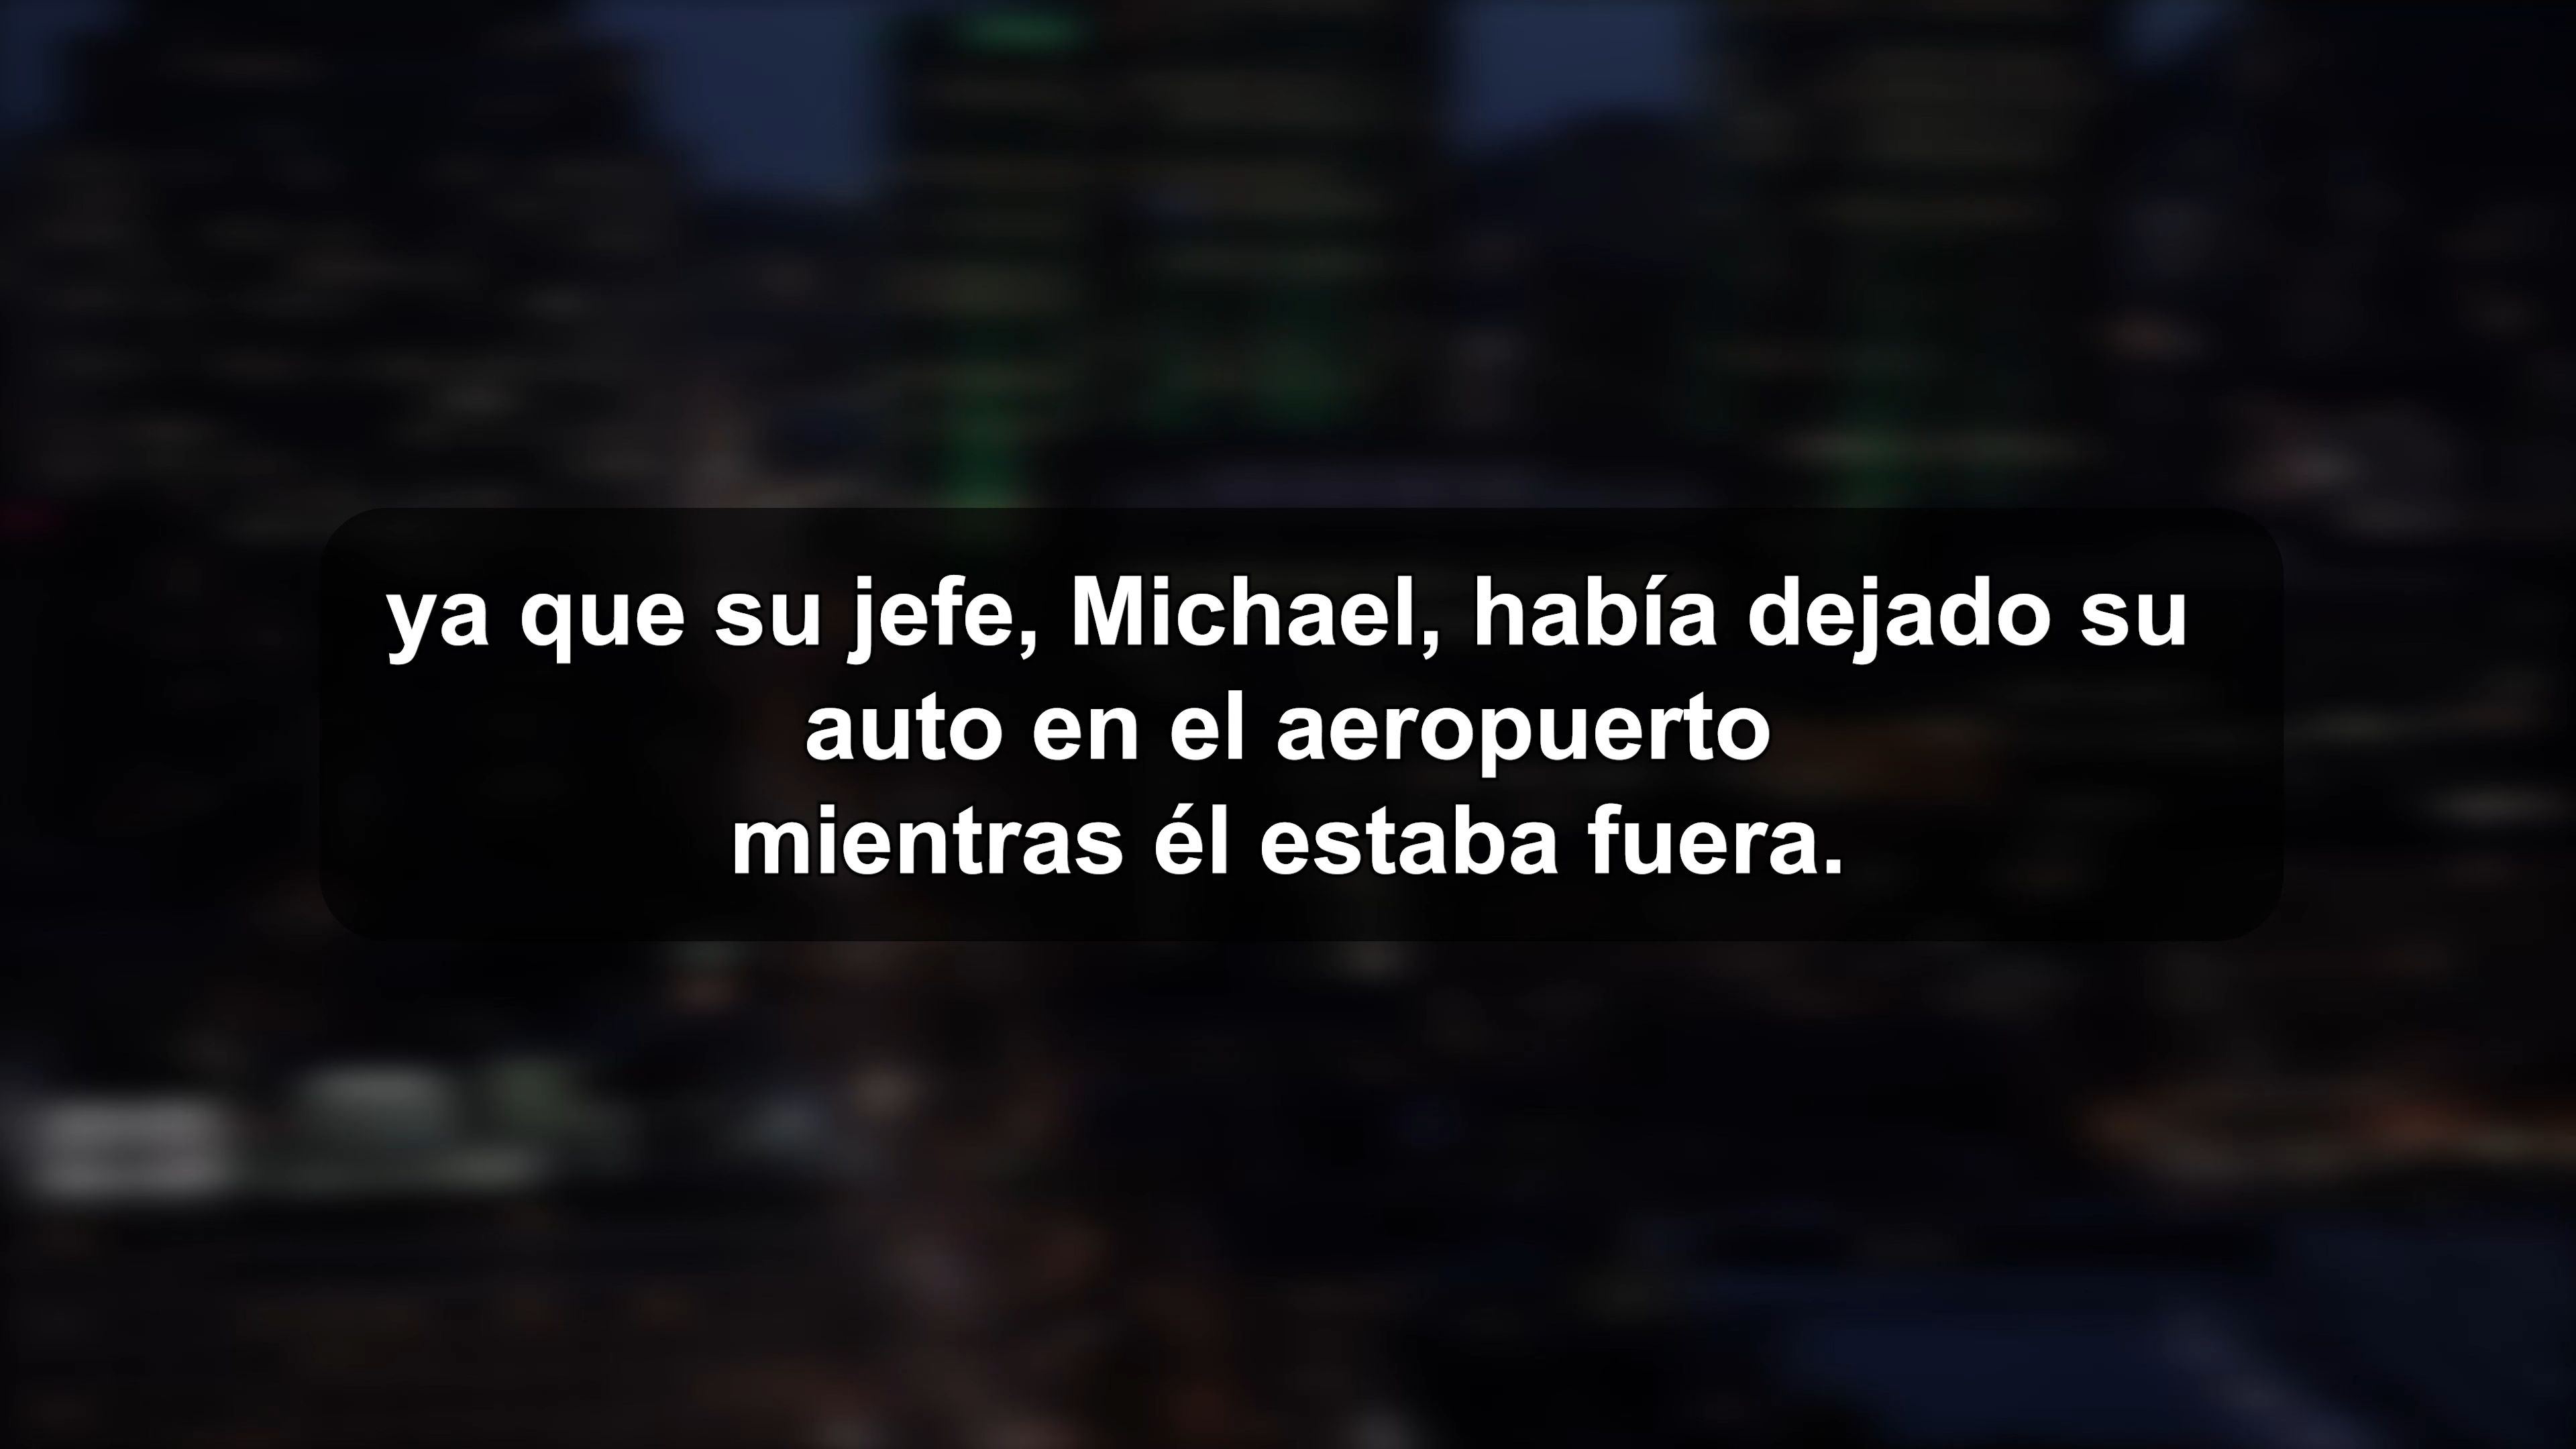 ya que su jefe, Michael, había dejado su
auto en el aeropuerto
mientras él estaba fuera.